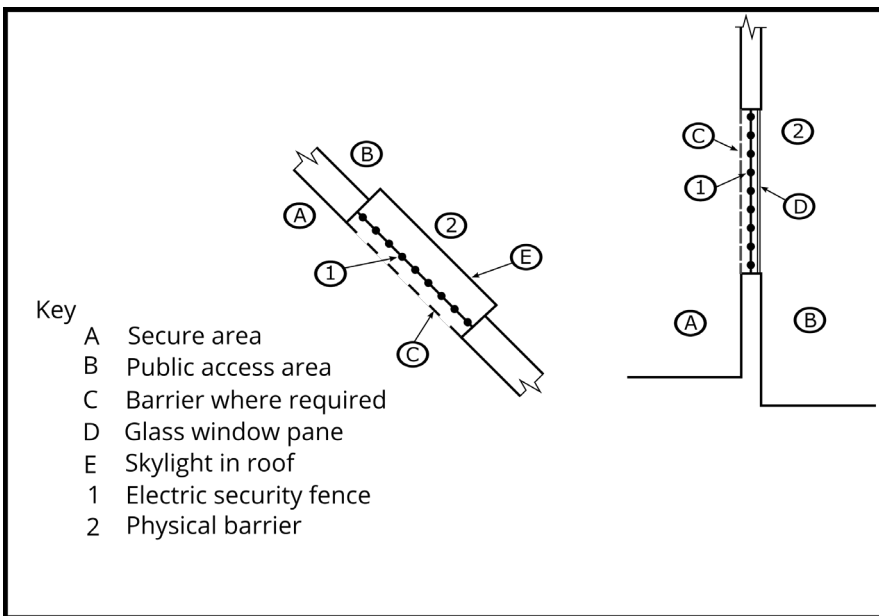 B
A
2
1
E
C
C
2
1
D
A
B
Key
A Secure area
B Public access area
C Barrier where required
D Glass window pane
E Skylight in roof
1 Electric security fence
2 Physical barrier